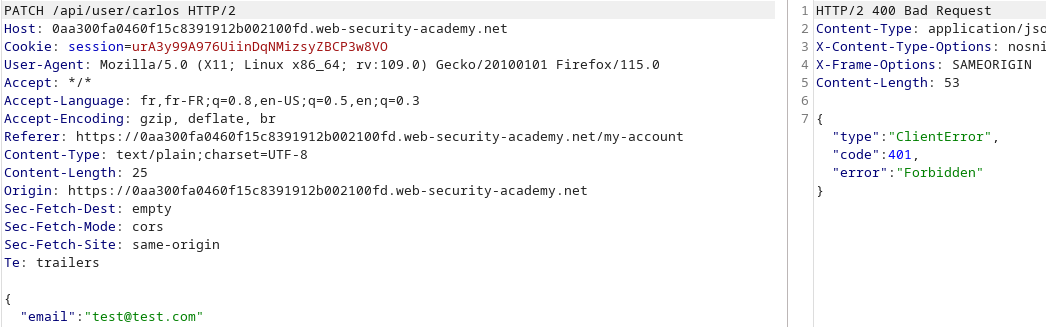 PATCH /api/user/carlos HTTP/2
Host: 0aa300fa0460f15c8391912b002100fd.web-security-academy.net
Cookie: session=urA3y99A976UiinDqNMizsyZBCP3w8VO
User-Agent: Mozilla/5.0 (X11; Linux x86_64; rv:109.0) Gecko/20100101 Firefox/115.0
Accept: */*
Accept-Language: fr,fr-FR;q=0.8,en-US;q=0.5,en;q=0.3
Accept-Encoding: gzip, deflate, br
Referer: https://0aa300fa0460f15c8391912b002100fd.web-security-academy.net/my-account
Content-Type: text/plain;charset=UTF-8
Content-Length: 25
Origin: https://0aa300fa0460f15c8391912b002100fd.web-security-academy.net
Sec-Fetch-Dest: empty
Sec-Fetch-Mode: cors
Sec-Fetch-Site: same-origin
Te: trailers
{
"email":"test@test.com"
1 HTTP/2 400 Bad Request
2 Content-Type: application/jso
3 X-Content-Type-Options: nosni
4 X-Frame-Options: SAMEORIGIN
5 Content-Length: 53
6
7 {
"type":"ClientError",
"code":401,
"error":"Forbidden"
}